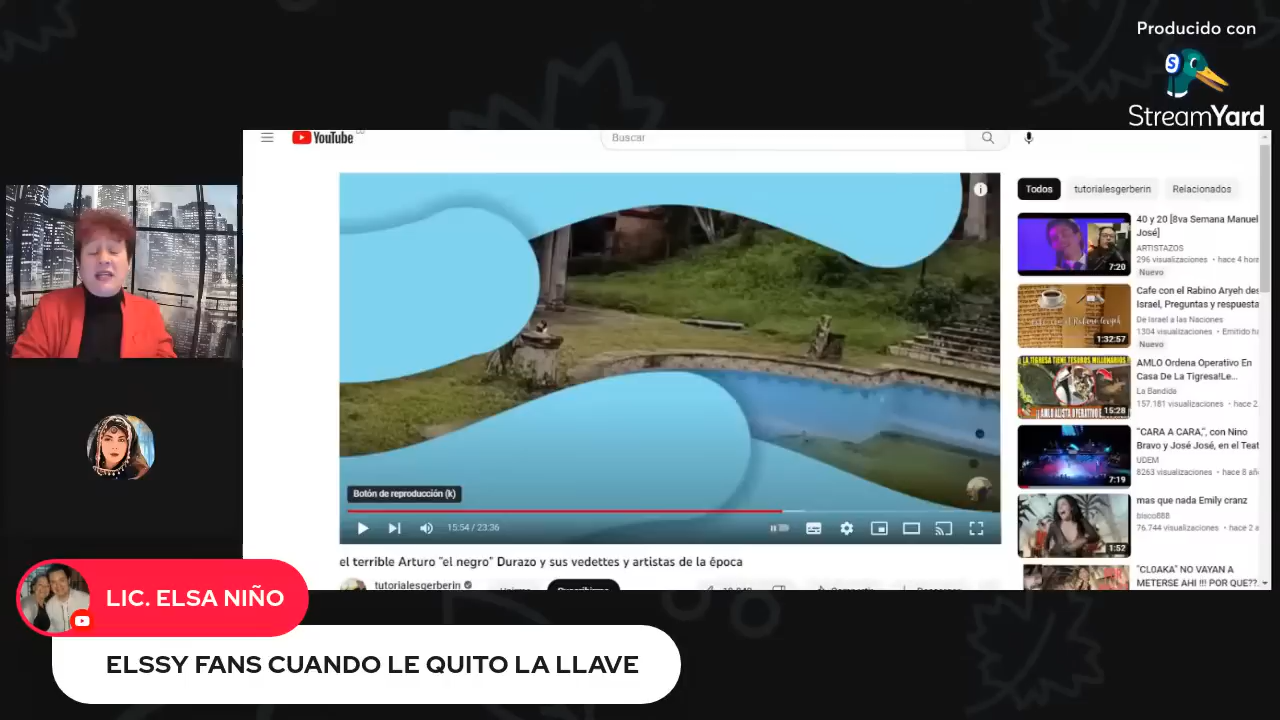 Producido con
StreamYard
YouTube
Buscar
Todos
tutorialesgerberin
Relacionados
40 y 20 [8va Semana Manuel
José]
ARTISTAZOS
296 visualizaciones • hace 4 hora
Nuevo
7:20
Cafe con el Rabino Aryeh des
Israel, Preguntas y respuesta
De Israel a las Naciones
1304 visualizaciones • Emitido hu
Nuevo
1:32:57
AMLO Ordena Operativo En
Casa De La Tigresa!Le...
La Bandida
157.181 visualizaciones • hace 2
15:28
"CARA A CARA,", con Nino
Bravo y José José, en el Teat
UDEM
8263 visualizaciones • hace 8 añ
7:19
mas que nada Emily cranz
bisco888
76.744 visualizaciones • hace 2 a
1:52
"CL0AKA" NO VAYAN A
METERSE AHI !!! POR QUE??.
Botón de reproducción (k)
15:54 / 23:36
el terrible Arturo "el negro" Durazo y sus vedettes y artistas de la época
tutorialesgerberin
LIC. ELSA NIÑO
ELSSY FANS CUANDO LE QUITO LA LLAVE